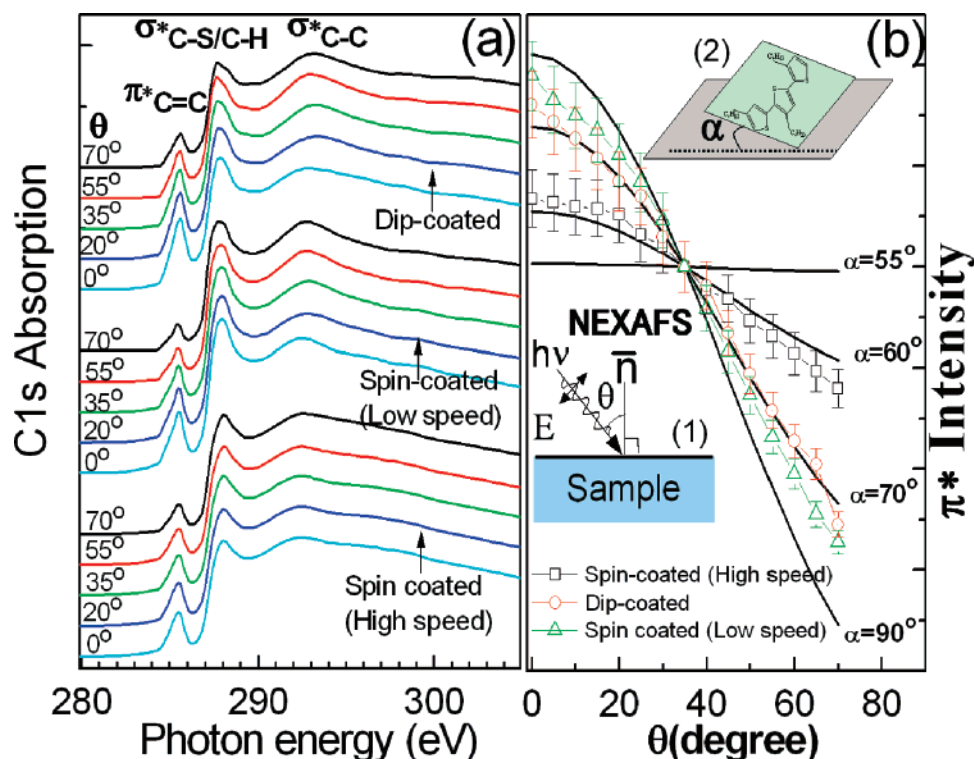 (a)
σ*C-S/C-H
σ*C-C
π*C=C
θ
70°
55°
35°
20°
0°
Dip-coated
70°
55°
35°
20°
0°
Spin-coated
(Low speed)
70°
55°
35°
20°
0°
Spin coated
(High speed)
C1s Absorption
280
290
300
Photon energy (eV)
(b)
(2)
α
α=55°
α=60°
α=70°
α=90°
NEXAFS
hν
n̅
θ
E
(1)
Sample
Spin-coated (High speed)
Dip-coated
Spin coated (Low speed)
0
20
40
60
80
θ(degree)
π* Intensity